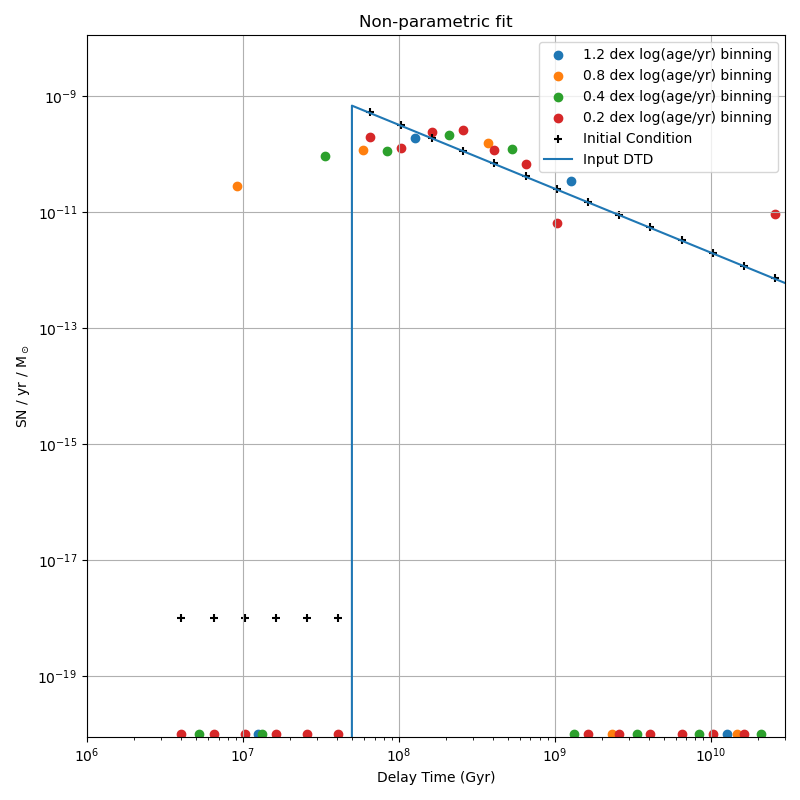 Non-parametric fit
1.2 dex log(age/yr) binning
0.8 dex log(age/yr) binning
0.4 dex log(age/yr) binning
0.2 dex log(age/yr) binning
Initial Condition
Input DTD
SN / yr / M⊙
10⁻⁹
10⁻¹¹
10⁻¹³
10⁻¹⁵
10⁻¹⁷
10⁻¹⁹
10⁶ 10⁷ 10⁸ 10⁹ 10¹⁰
Delay Time (Gyr)